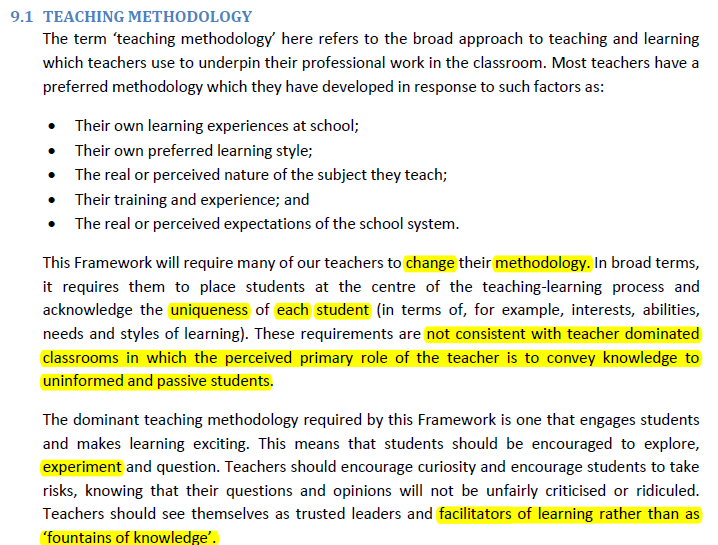 9.1 TEACHING METHODOLOGY
The term ‘teaching methodology’ here refers to the broad approach to teaching and learning
which teachers use to underpin their professional work in the classroom. Most teachers have a
preferred methodology which they have developed in response to such factors as:
• Their own learning experiences at school;
• Their own preferred learning style;
• The real or perceived nature of the subject they teach;
• Their training and experience; and
• The real or perceived expectations of the school system.
This Framework will require many of our teachers to change their methodology. In broad terms,
it requires them to place students at the centre of the teaching-learning process and
acknowledge the uniqueness of each student (in terms of, for example, interests, abilities,
needs and styles of learning). These requirements are not consistent with teacher dominated
classrooms in which the perceived primary role of the teacher is to convey knowledge to
uninformed and passive students.
The dominant teaching methodology required by this Framework is one that engages students
and makes learning exciting. This means that students should be encouraged to explore,
experiment and question. Teachers should encourage curiosity and encourage students to take
risks, knowing that their questions and opinions will not be unfairly criticised or ridiculed.
Teachers should see themselves as trusted leaders and facilitators of learning rather than as
‘fountains of knowledge’.